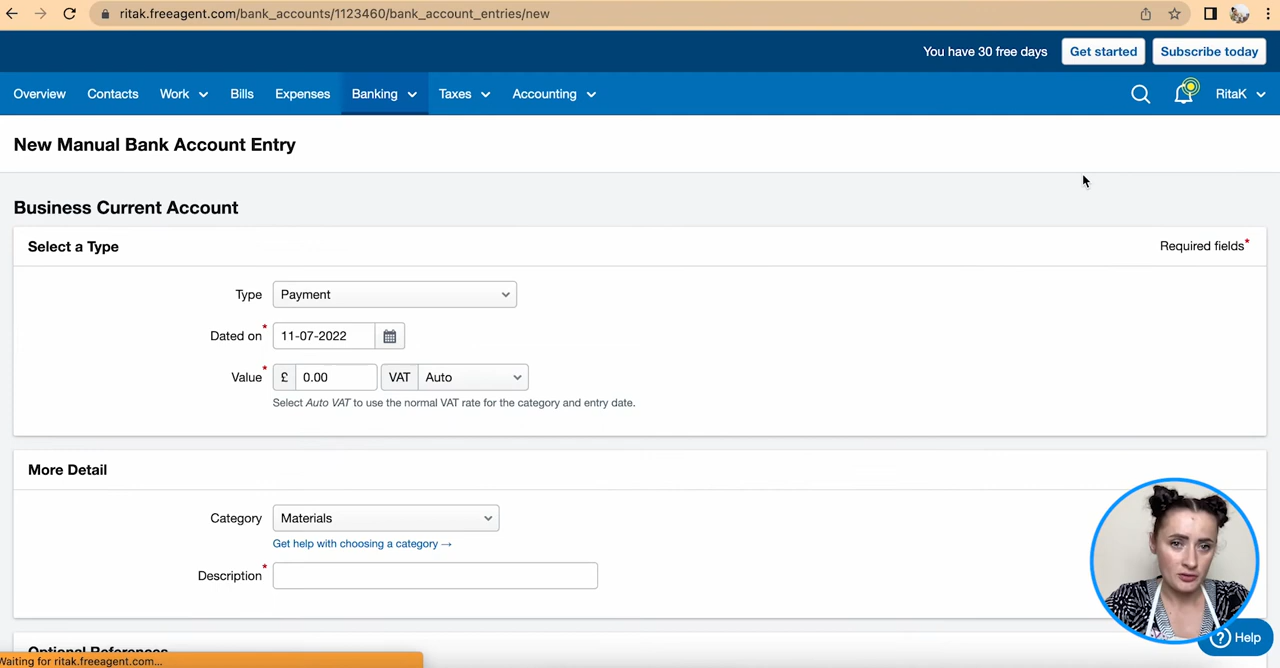 ritak.freeagent.com/bank_accounts/1123460/bank_account_entries/new
You have 30 free days Get started Subscribe today
Overview Contacts Work Bills Expenses Banking Taxes Accounting RitaK
New Manual Bank Account Entry
Business Current Account
Select a Type Required fields*
Type Payment
Dated on* 11-07-2022
Value* £ 0.00 VAT Auto
Select Auto VAT to use the normal VAT rate for the category and entry date.
More Detail
Category Materials
Get help with choosing a category →
Description*
? Help
Optional References
Waiting for ritak.freeagent.com...